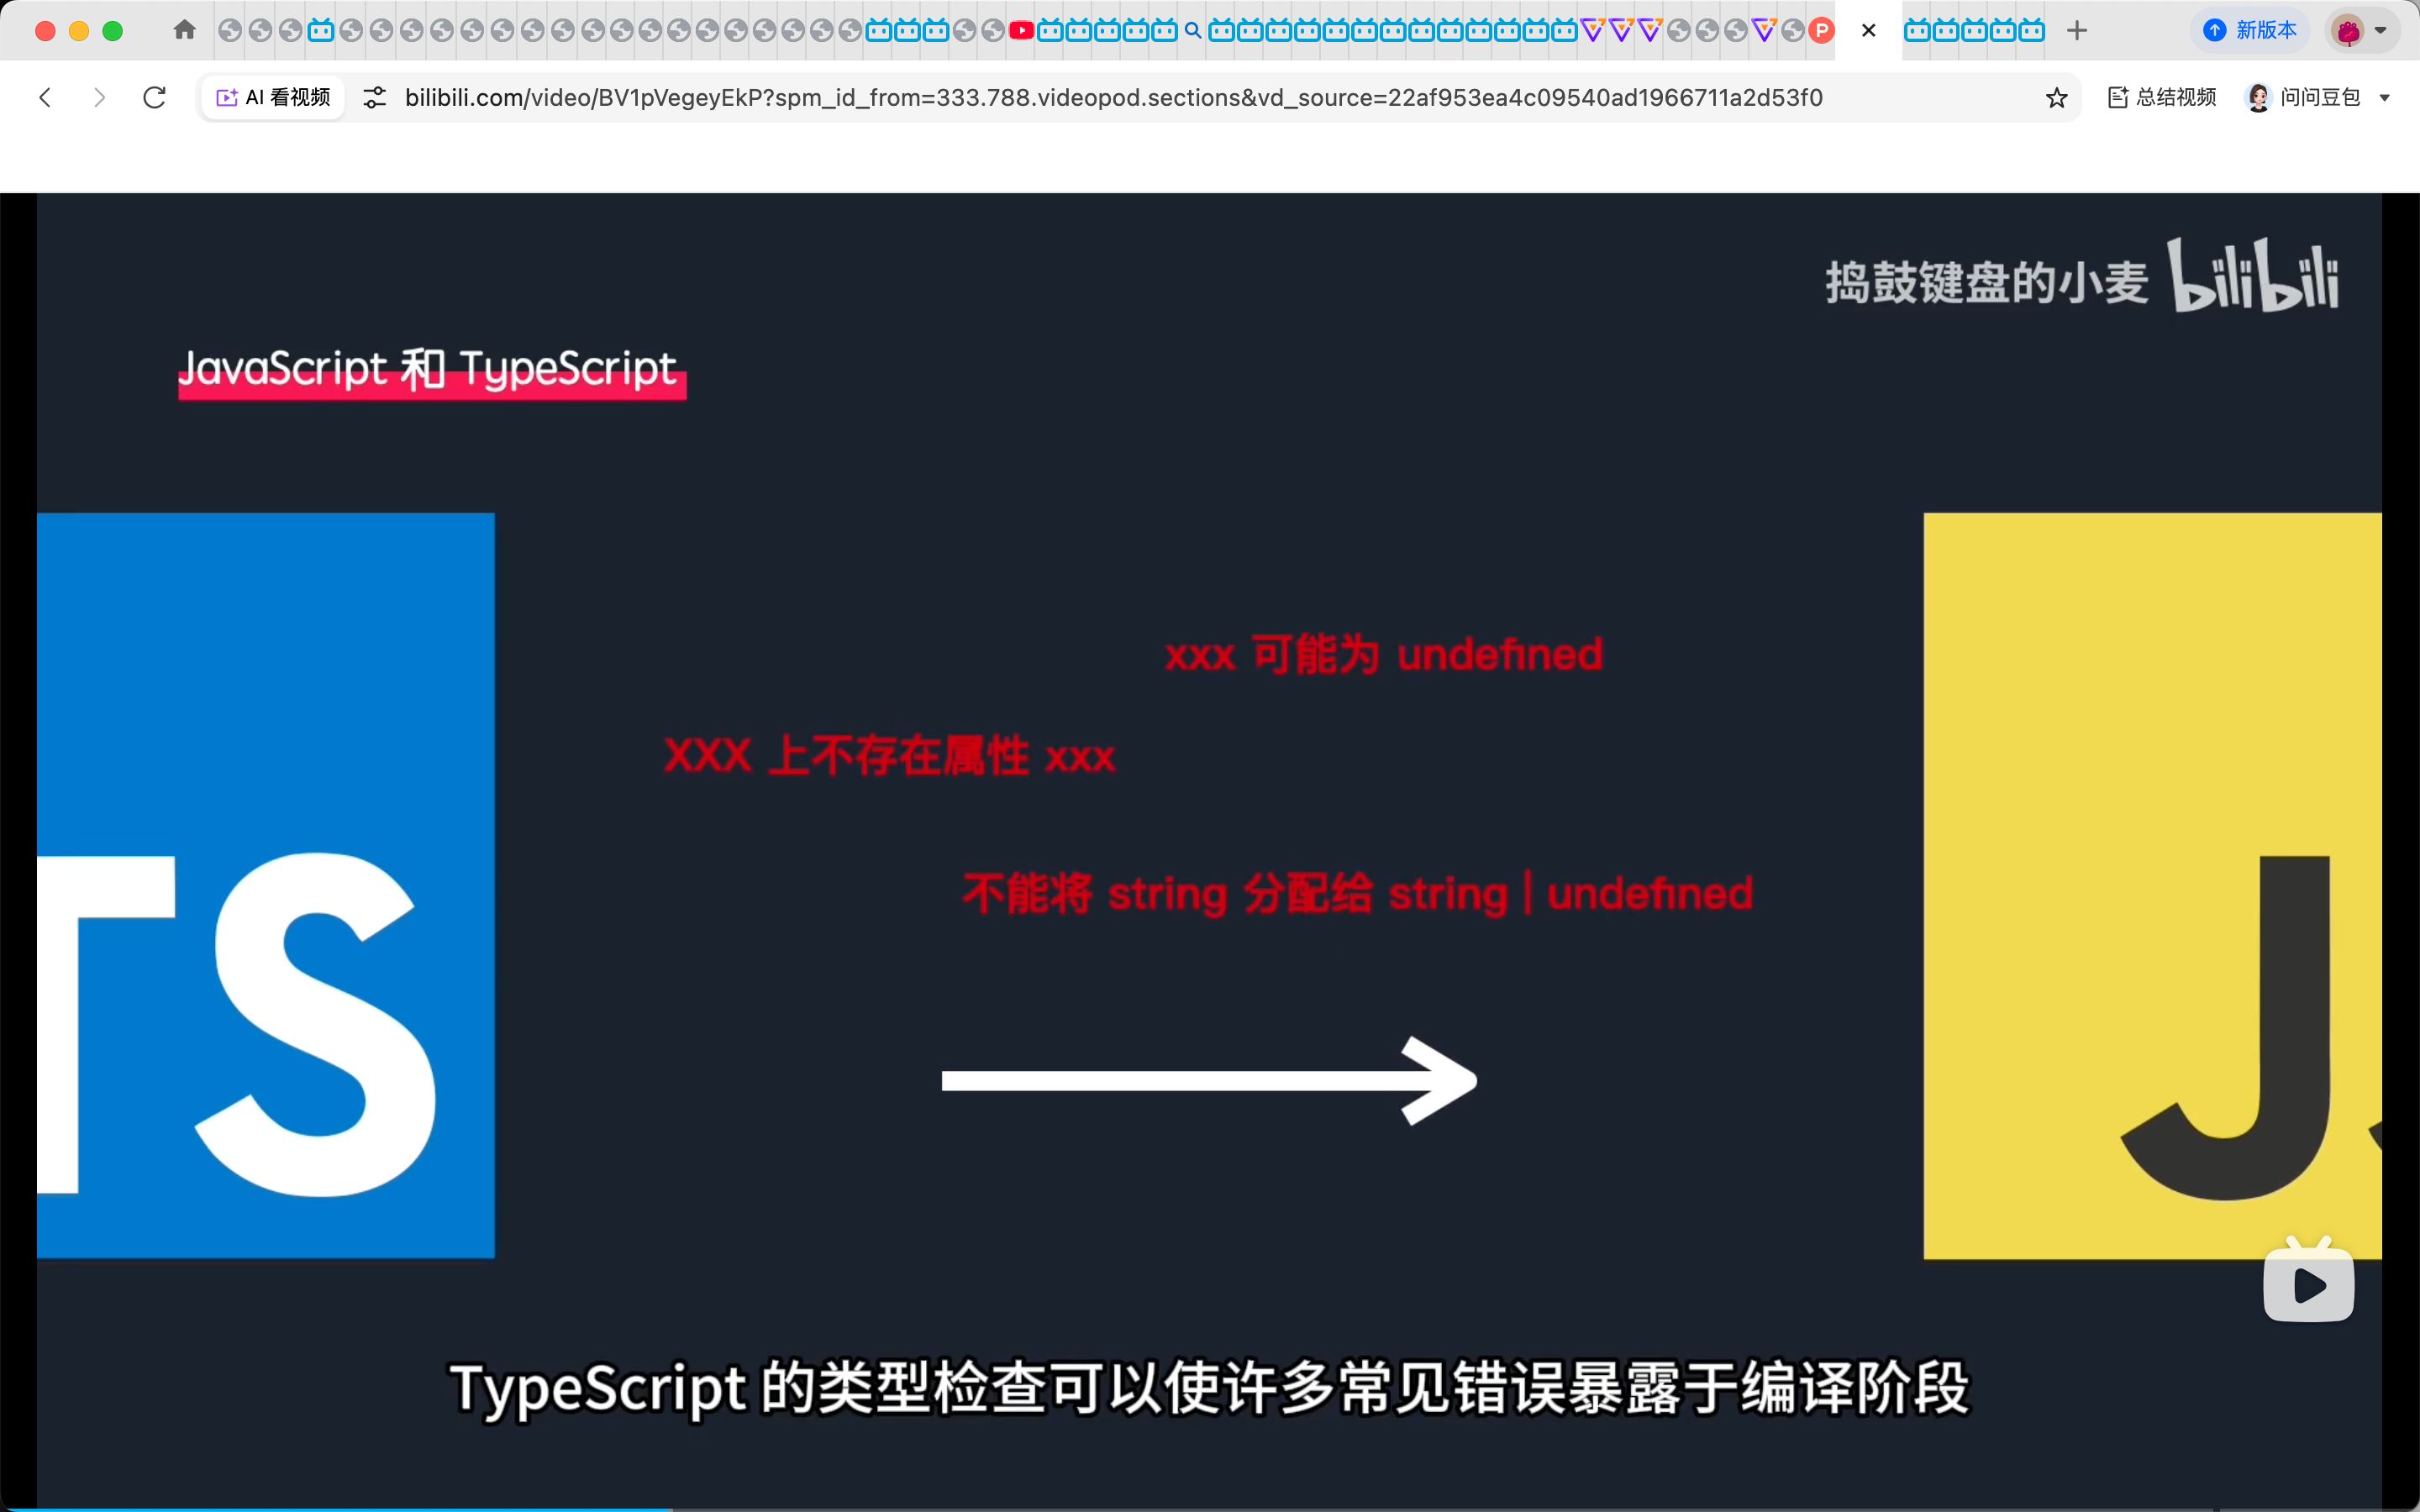 新版本
AI 看视频
bilibili.com/video/BV1pVegeyEkP?spm_id_from=333.788.videopod.sections&vd_source=22af953ea4c09540ad1966711a2d53f0
总结视频
问问豆包
捣鼓键盘的小麦 bilibili
JavaScript 和 TypeScript
xxx 可能为 undefined
XXX 上不存在属性 xxx
不能将 string 分配给 string | undefined
TS
J
TypeScript 的类型检查可以使许多常见错误暴露于编译阶段